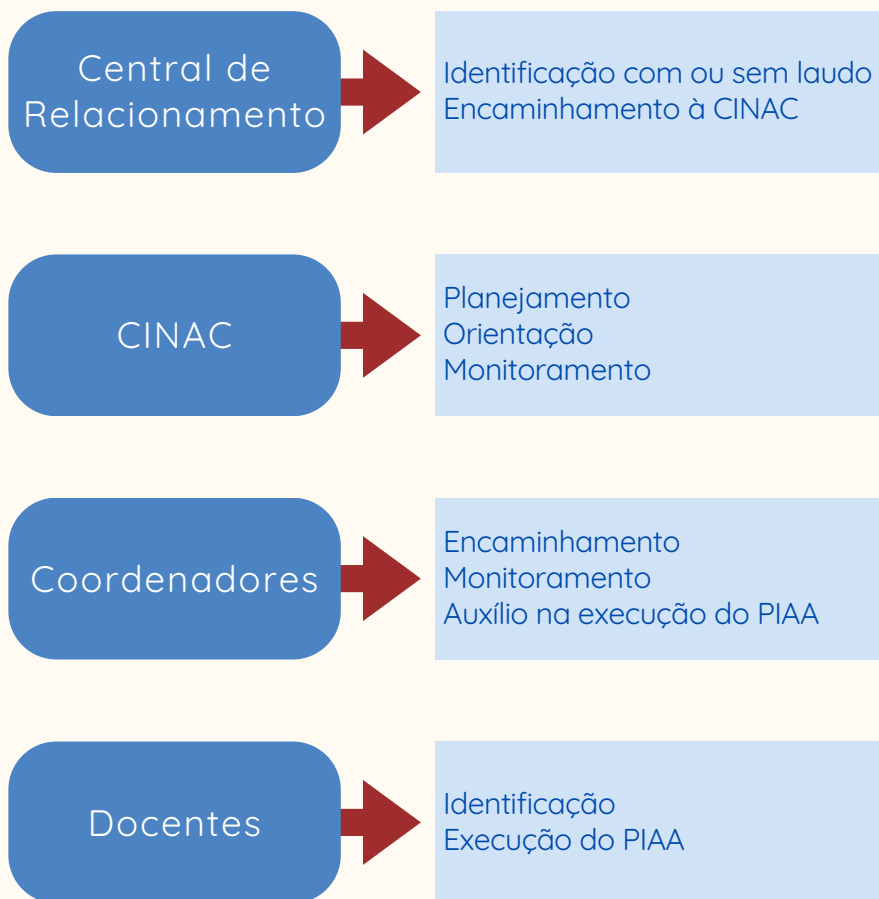 Central de
Relacionamento
Identificação com ou sem laudo
Encaminhamento à CINAC
CINAC
Planejamento
Orientação
Monitoramento
Coordenadores
Encaminhamento
Monitoramento
Auxílio na execução do PIAA
Docentes
Identificação
Execução do PIAA